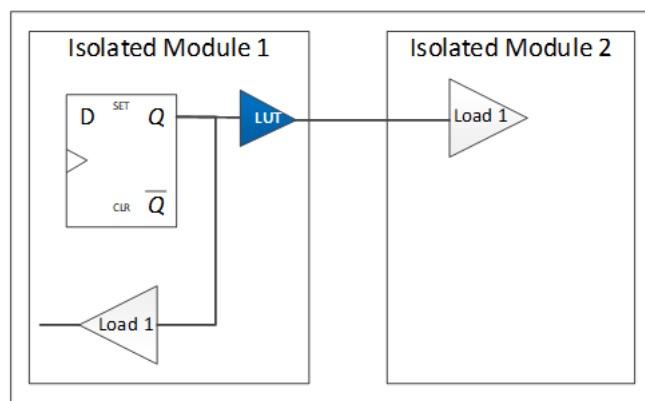 Isolated Module 1
Isolated Module 2
D SET Q
LUT
Load 1
CLR Q
Load 1